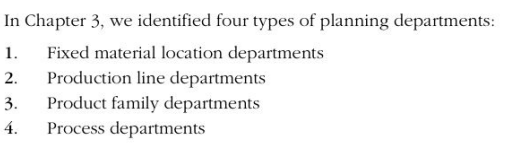 In Chapter 3, we identified four types of planning departments:
1. Fixed material location departments
2. Production line departments
3. Product family departments
4. Process departments